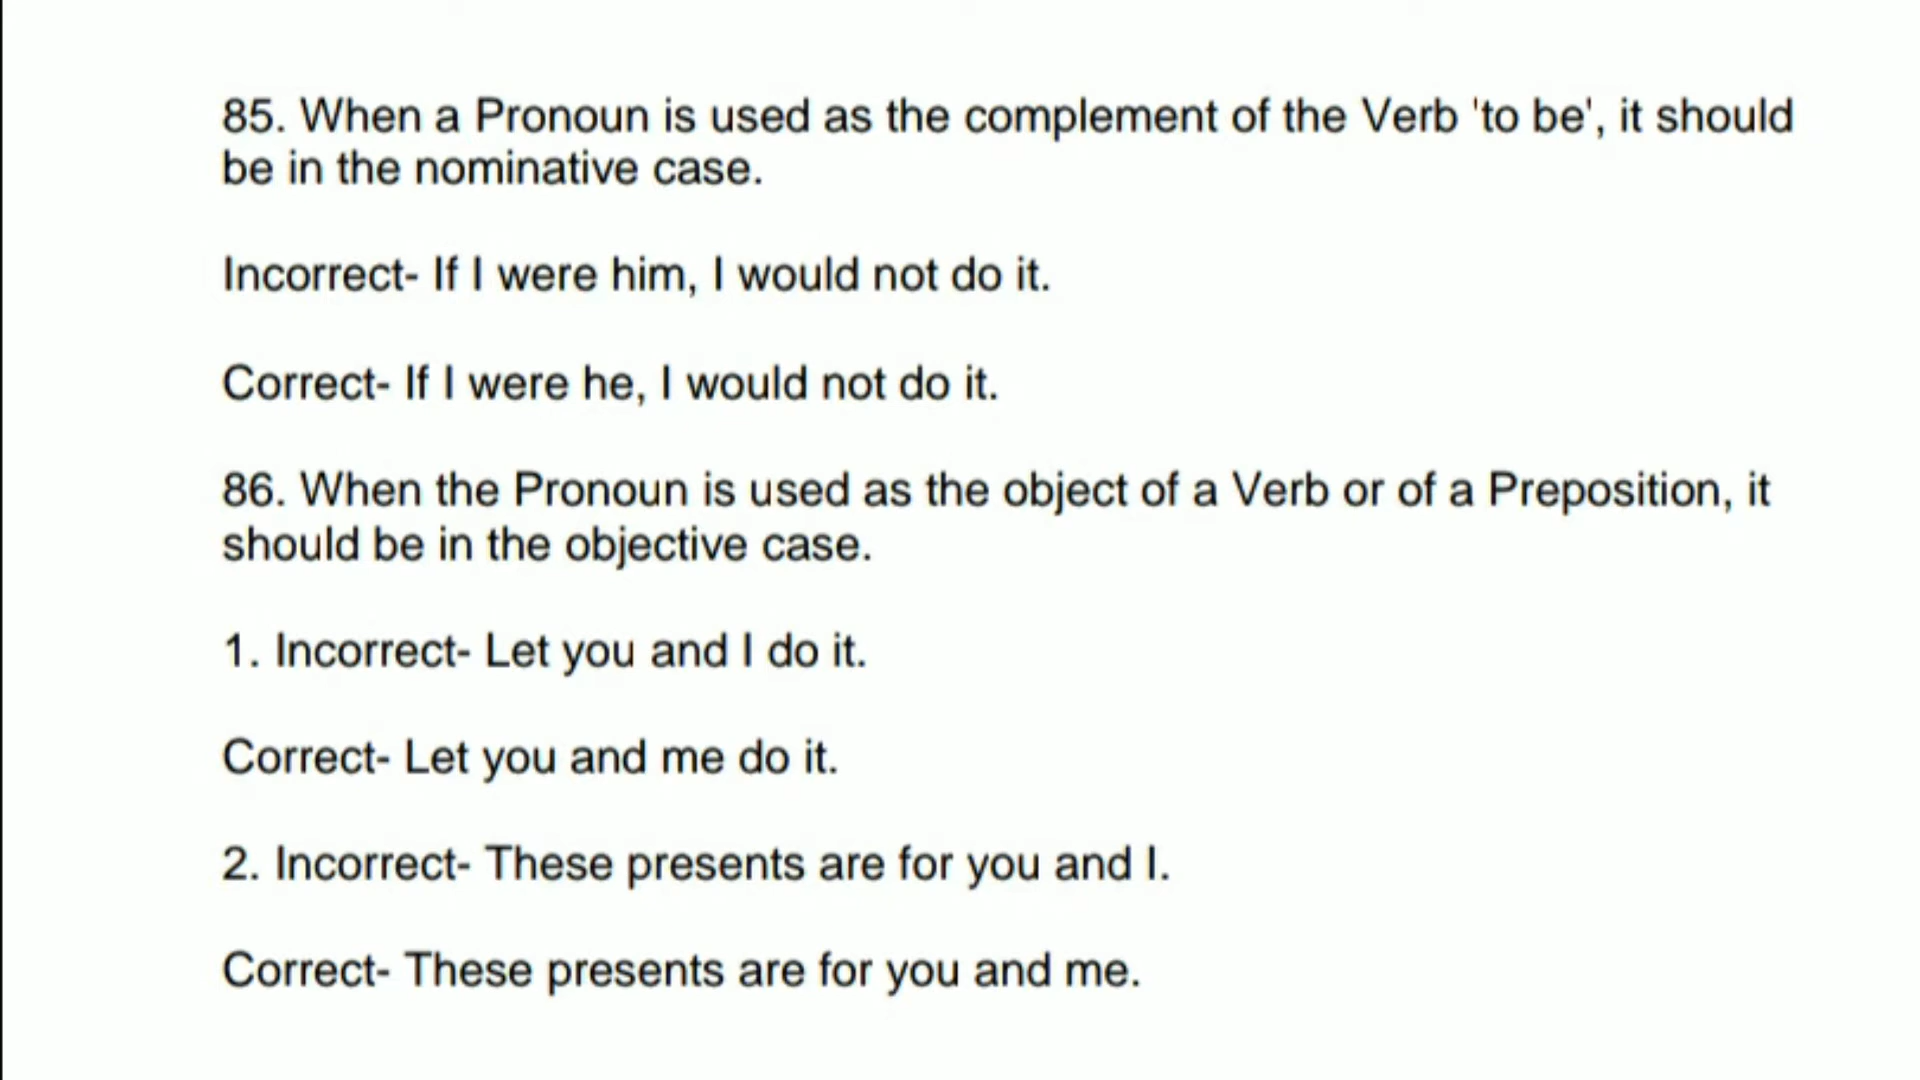 85. When a Pronoun is used as the complement of the Verb 'to be', it should
be in the nominative case.
Incorrect- If I were him, I would not do it.
Correct- If I were he, I would not do it.
86. When the Pronoun is used as the object of a Verb or of a Preposition, it
should be in the objective case.
1. Incorrect- Let you and I do it.
Correct- Let you and me do it.
2. Incorrect- These presents are for you and I.
Correct- These presents are for you and me.